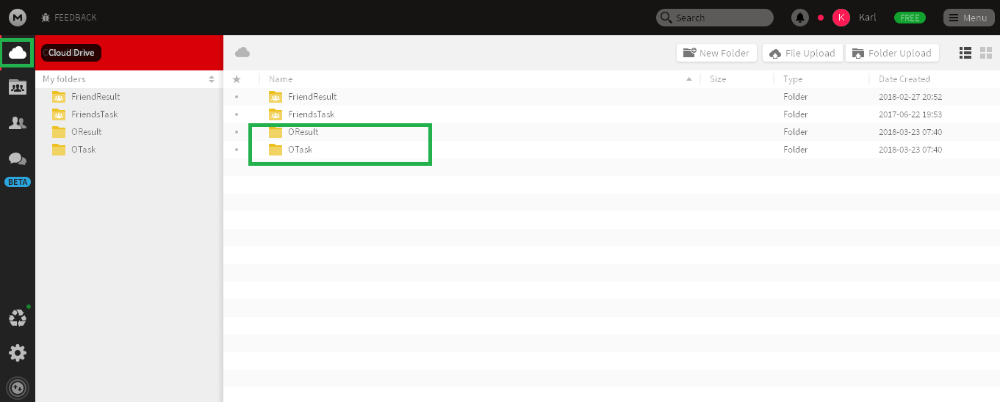 M FEEDBACK Search K Karl FREE Menu
Cloud Drive New Folder File Upload Folder Upload
My folders Name Size Type Date Created
FriendResult FriendResult Folder 2018-02-27 20:52
FriendsTask FriendsTask Folder 2017-06-22 19:53
OResult OResult Folder 2018-03-23 07:40
OTask OTask Folder 2018-03-23 07:40
BETA